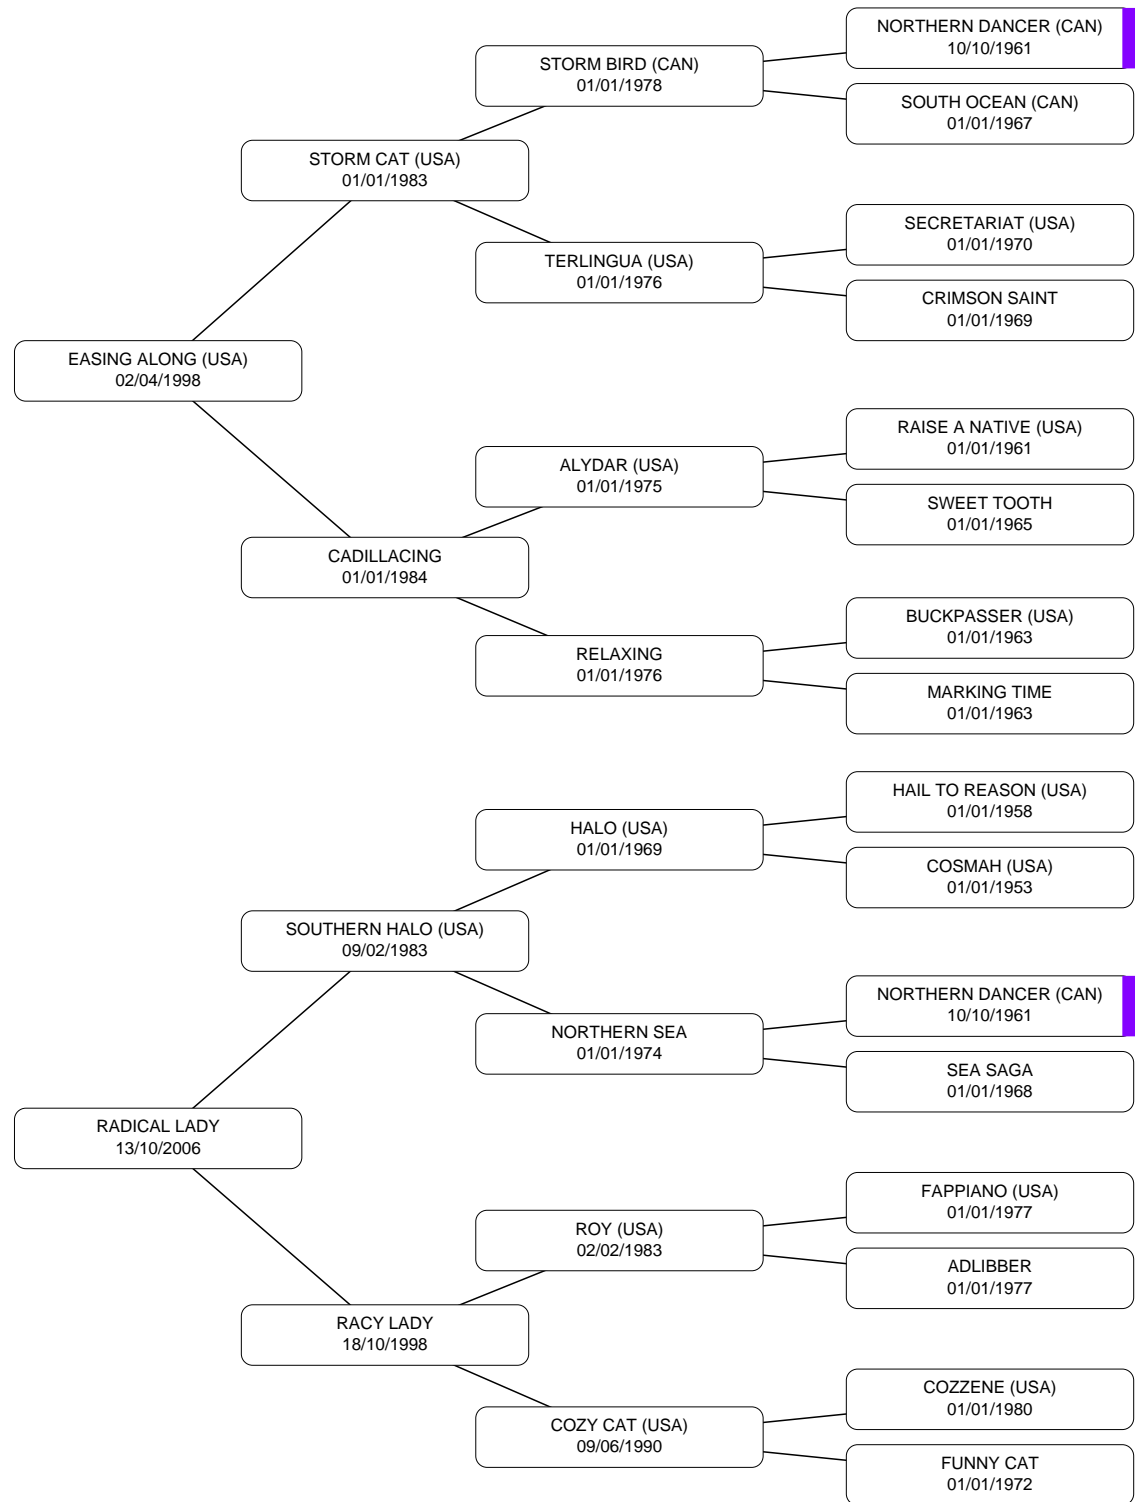 NORTHERN DANCER (CAN)
10/10/1961
STORM BIRD (CAN)
01/01/1978
SOUTH OCEAN (CAN)
01/01/1967
STORM CAT (USA)
01/01/1983
SECRETARIAT (USA)
01/01/1970
TERLINGUA (USA)
01/01/1976
CRIMSON SAINT
01/01/1969
EASING ALONG (USA)
02/04/1998
RAISE A NATIVE (USA)
01/01/1961
ALYDAR (USA)
01/01/1975
SWEET TOOTH
01/01/1965
CADILLACING
01/01/1984
BUCKPASSER (USA)
01/01/1963
RELAXING
01/01/1976
MARKING TIME
01/01/1963
HAIL TO REASON (USA)
01/01/1958
HALO (USA)
01/01/1969
COSMAH (USA)
01/01/1953
SOUTHERN HALO (USA)
09/02/1983
NORTHERN DANCER (CAN)
10/10/1961
NORTHERN SEA
01/01/1974
SEA SAGA
01/01/1968
RADICAL LADY
13/10/2006
FAPPIANO (USA)
01/01/1977
ROY (USA)
02/02/1983
ADLIBBER
01/01/1977
RACY LADY
18/10/1998
COZZENE (USA)
01/01/1980
COZY CAT (USA)
09/06/1990
FUNNY CAT
01/01/1972